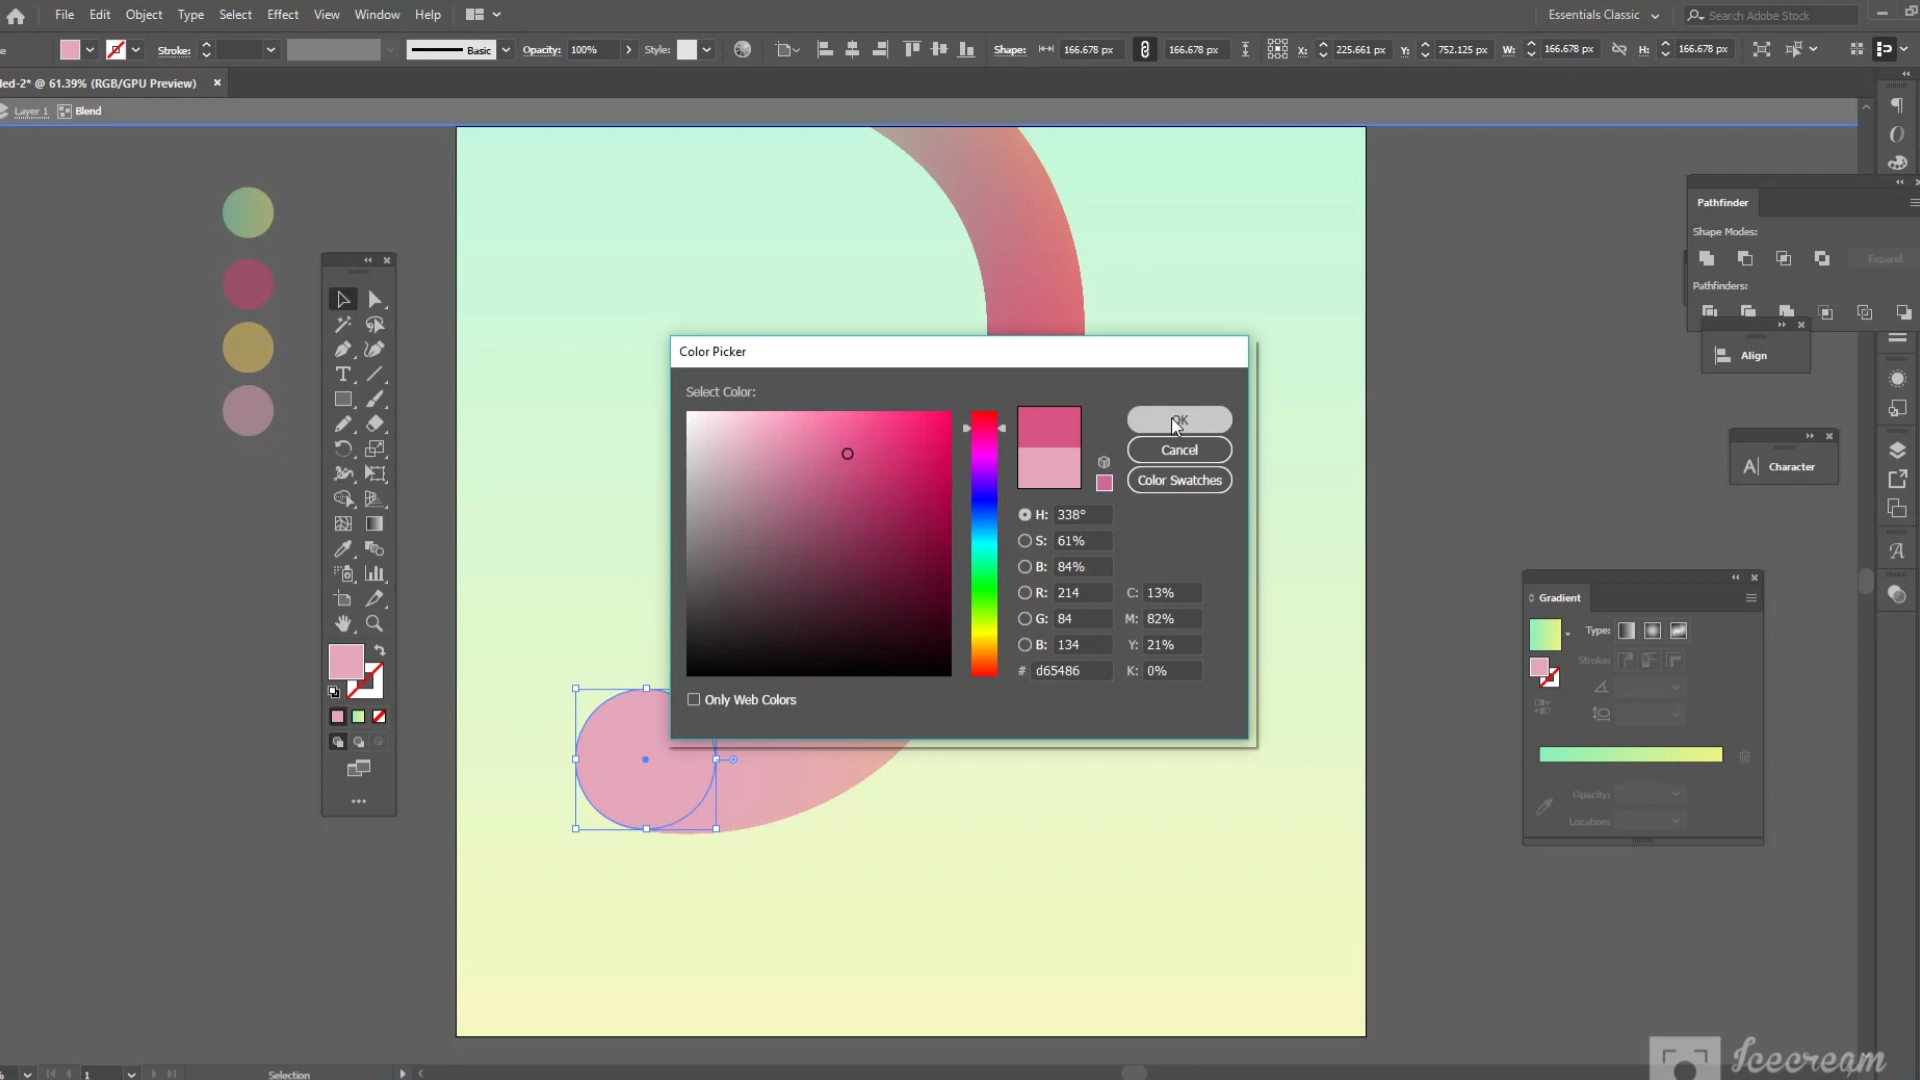 File Edit Object Type Select Effect View Window Help
Essentials Classic
Search Adobe Stock
Stroke:
Basic
Opacity: 100%
Style:
Shape:
166.678 px
166.678 px
X: 225.661 px
Y: 752.125 px
W: 166.678 px
H: 166.678 px
led-2* @ 61.39% (RGB/GPU Preview)
Layer 1 Blend
Pathfinder
Shape Modes:
Expand
Pathfinders:
Align
Character
Color Picker
Select Color:
OK
Cancel
Color Swatches
H: 338°
S: 61%
B: 84%
R: 214 C: 13%
G: 84 M: 82%
B: 134 Y: 21%
# d65486 K: 0%
Only Web Colors
Gradient
Type:
Stroke:
Opacity:
Location:
1
Selection
Icecream